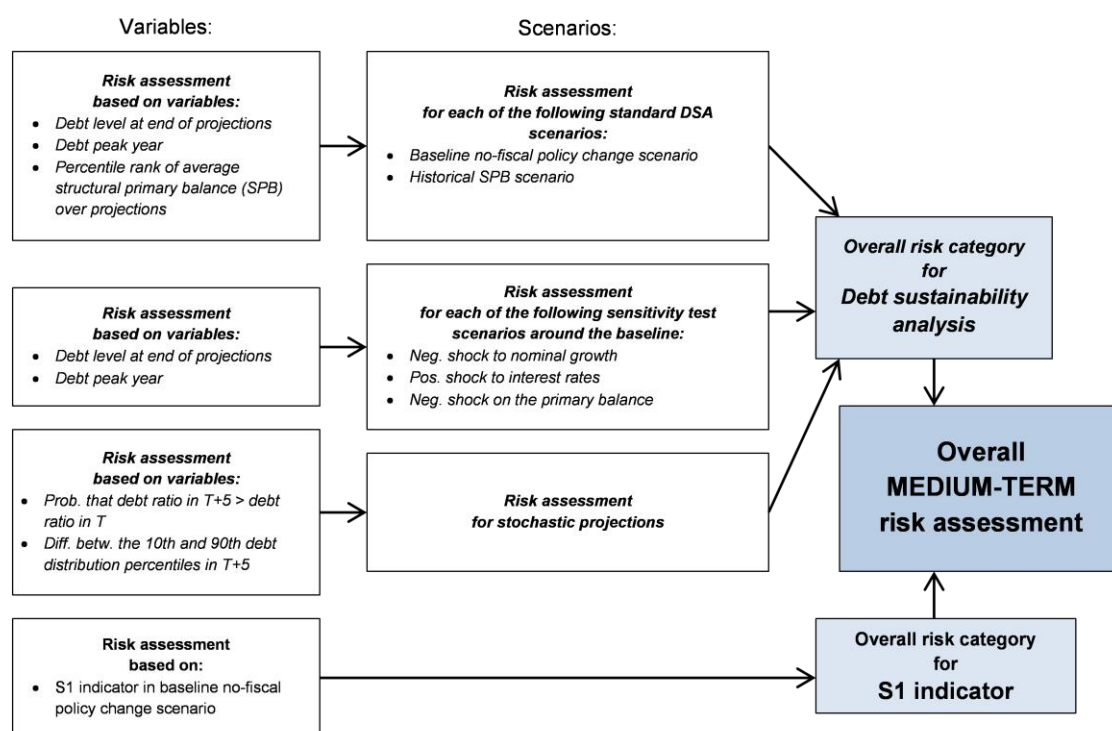 Variables:
Scenarios:
Risk assessment
based on variables:
• Debt level at end of projections
• Debt peak year
• Percentile rank of average
structural primary balance (SPB)
over projections
Risk assessment
for each of the following standard DSA
scenarios:
• Baseline no-fiscal policy change scenario
• Historical SPB scenario
Risk assessment
based on variables:
• Debt level at end of projections
• Debt peak year
Risk assessment
for each of the following sensitivity test
scenarios around the baseline:
• Neg. shock to nominal growth
• Pos. shock to interest rates
• Neg. shock on the primary balance
Risk assessment
based on variables:
• Prob. that debt ratio in T+5 > debt
ratio in T
• Diff. betw. the 10th and 90th debt
distribution percentiles in T+5
Risk assessment
for stochastic projections
Risk assessment
based on:
• S1 indicator in baseline no-fiscal
policy change scenario
Overall risk category
for
Debt sustainability
analysis
Overall
MEDIUM-TERM
risk assessment
Overall risk category
for
S1 indicator